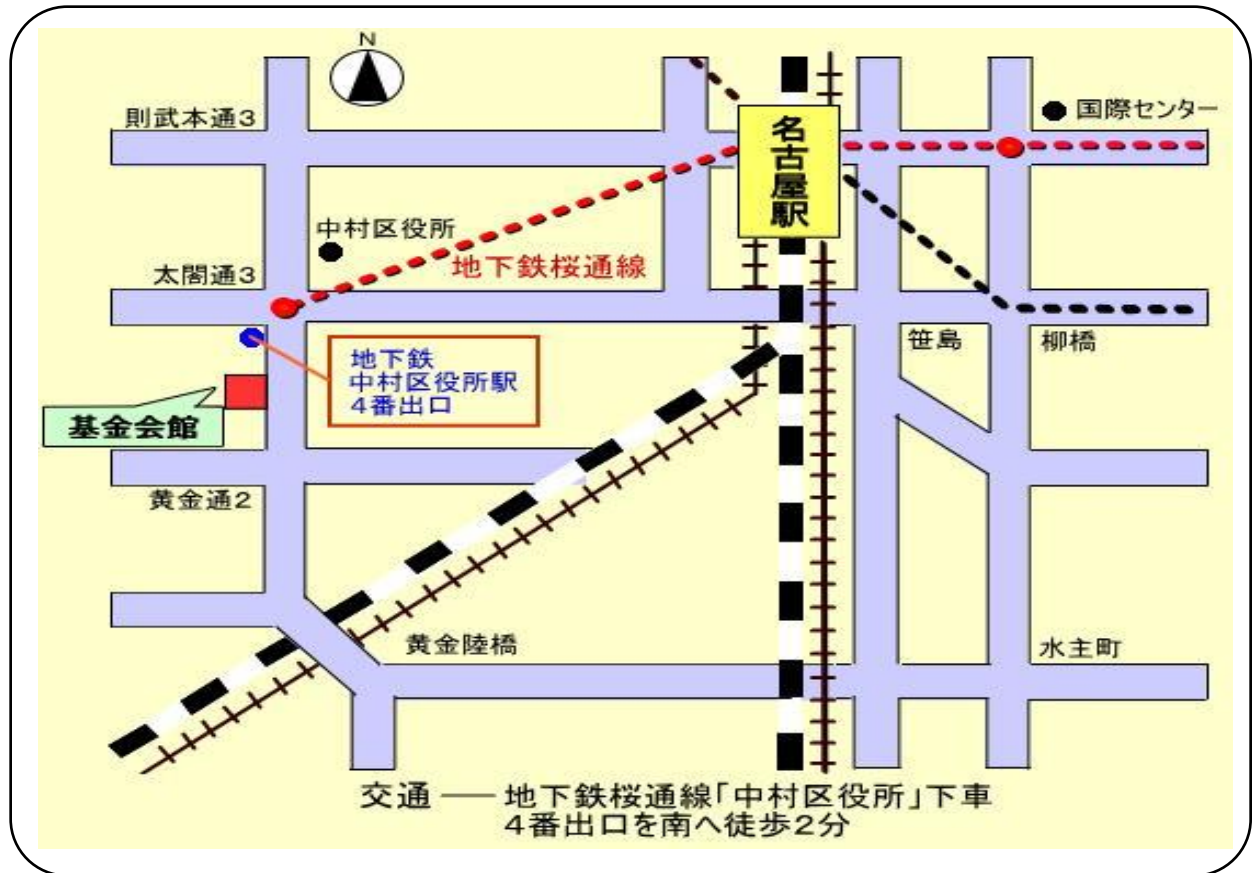 N
則武本通3
名古屋駅
国際センター
中村区役所
太閤通3
地下鉄桜通線
地下鉄
中村区役所駅
4番出口
笹島
柳橋
基金会館
黄金通2
黄金陸橋
水主町
交通 ── 地下鉄桜通線｢中村区役所｣下車
4番出口を南へ徒歩2分